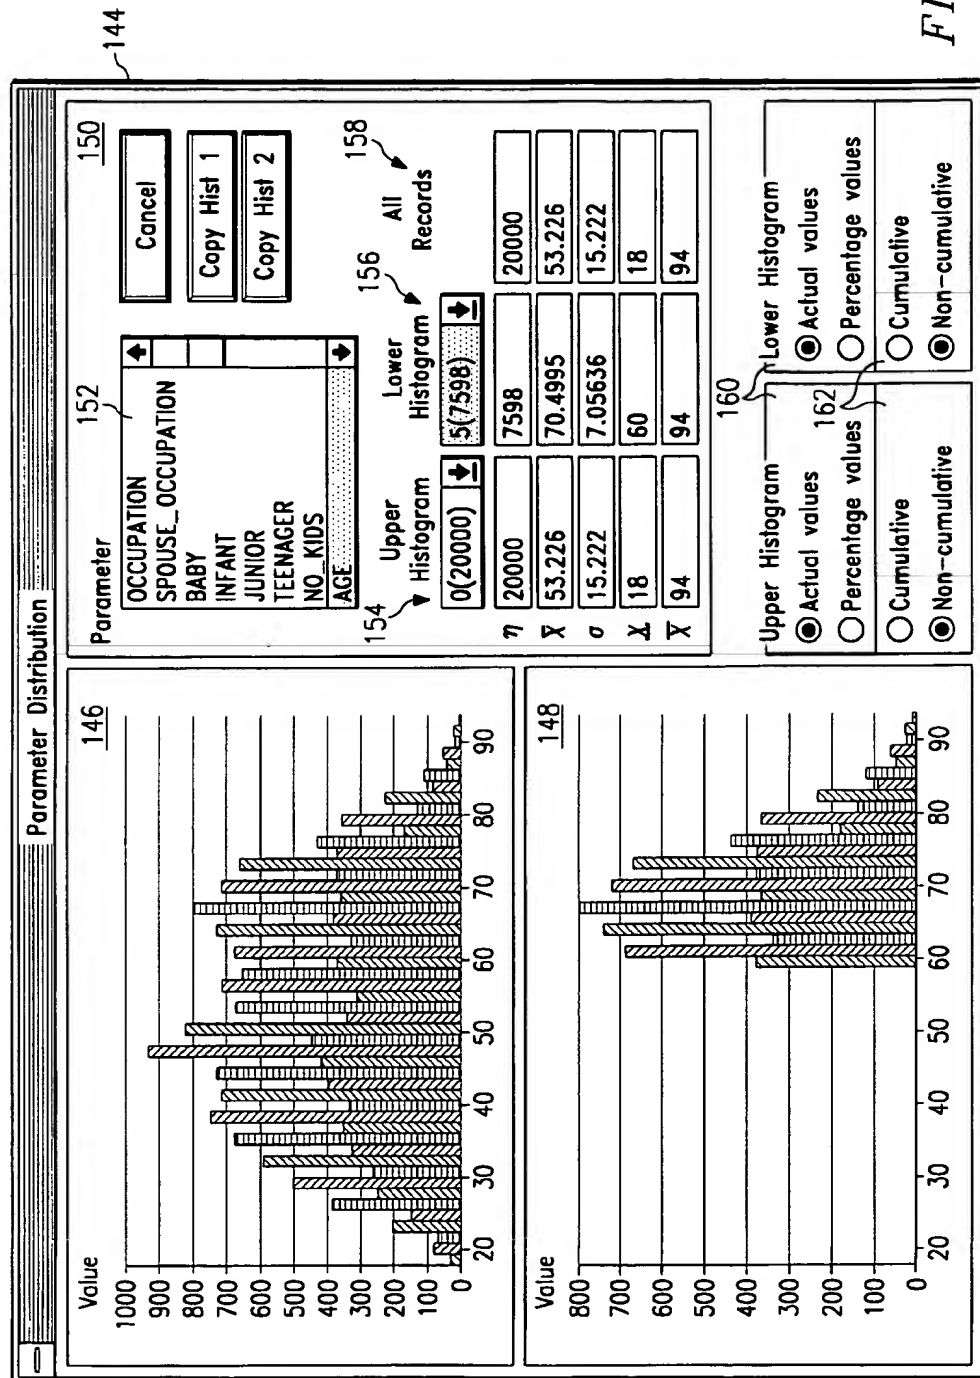 Parameter Distribution
144
Value
146
1000
900
800
700
600
500
400
300
200
100
0
20
30
40
50
60
70
80
90
Value
148
800
700
600
500
400
300
200
100
0
20
30
40
50
60
70
80
90
150
Parameter
152
OCCUPATION
SPOUSE_OCCUPATION
BABY
INFANT
JUNIOR
TEENAGER
NO_KIDS
AGE
Cancel
Copy Hist 1
Copy Hist 2
154
Upper Histogram
156
Lower Histogram
158
All Records
0(20000)
5(7598)
η 20000 7598 20000
X̅ 53.226 70.4995 53.226
σ 15.222 7.05636 15.222
X̲ 18 60 18
X̅ 94 94 94
Upper Histogram
Actual values
Percentage values
Cumulative
Non-cumulative
160
162
Lower Histogram
Actual values
Percentage values
Cumulative
Non-cumulative